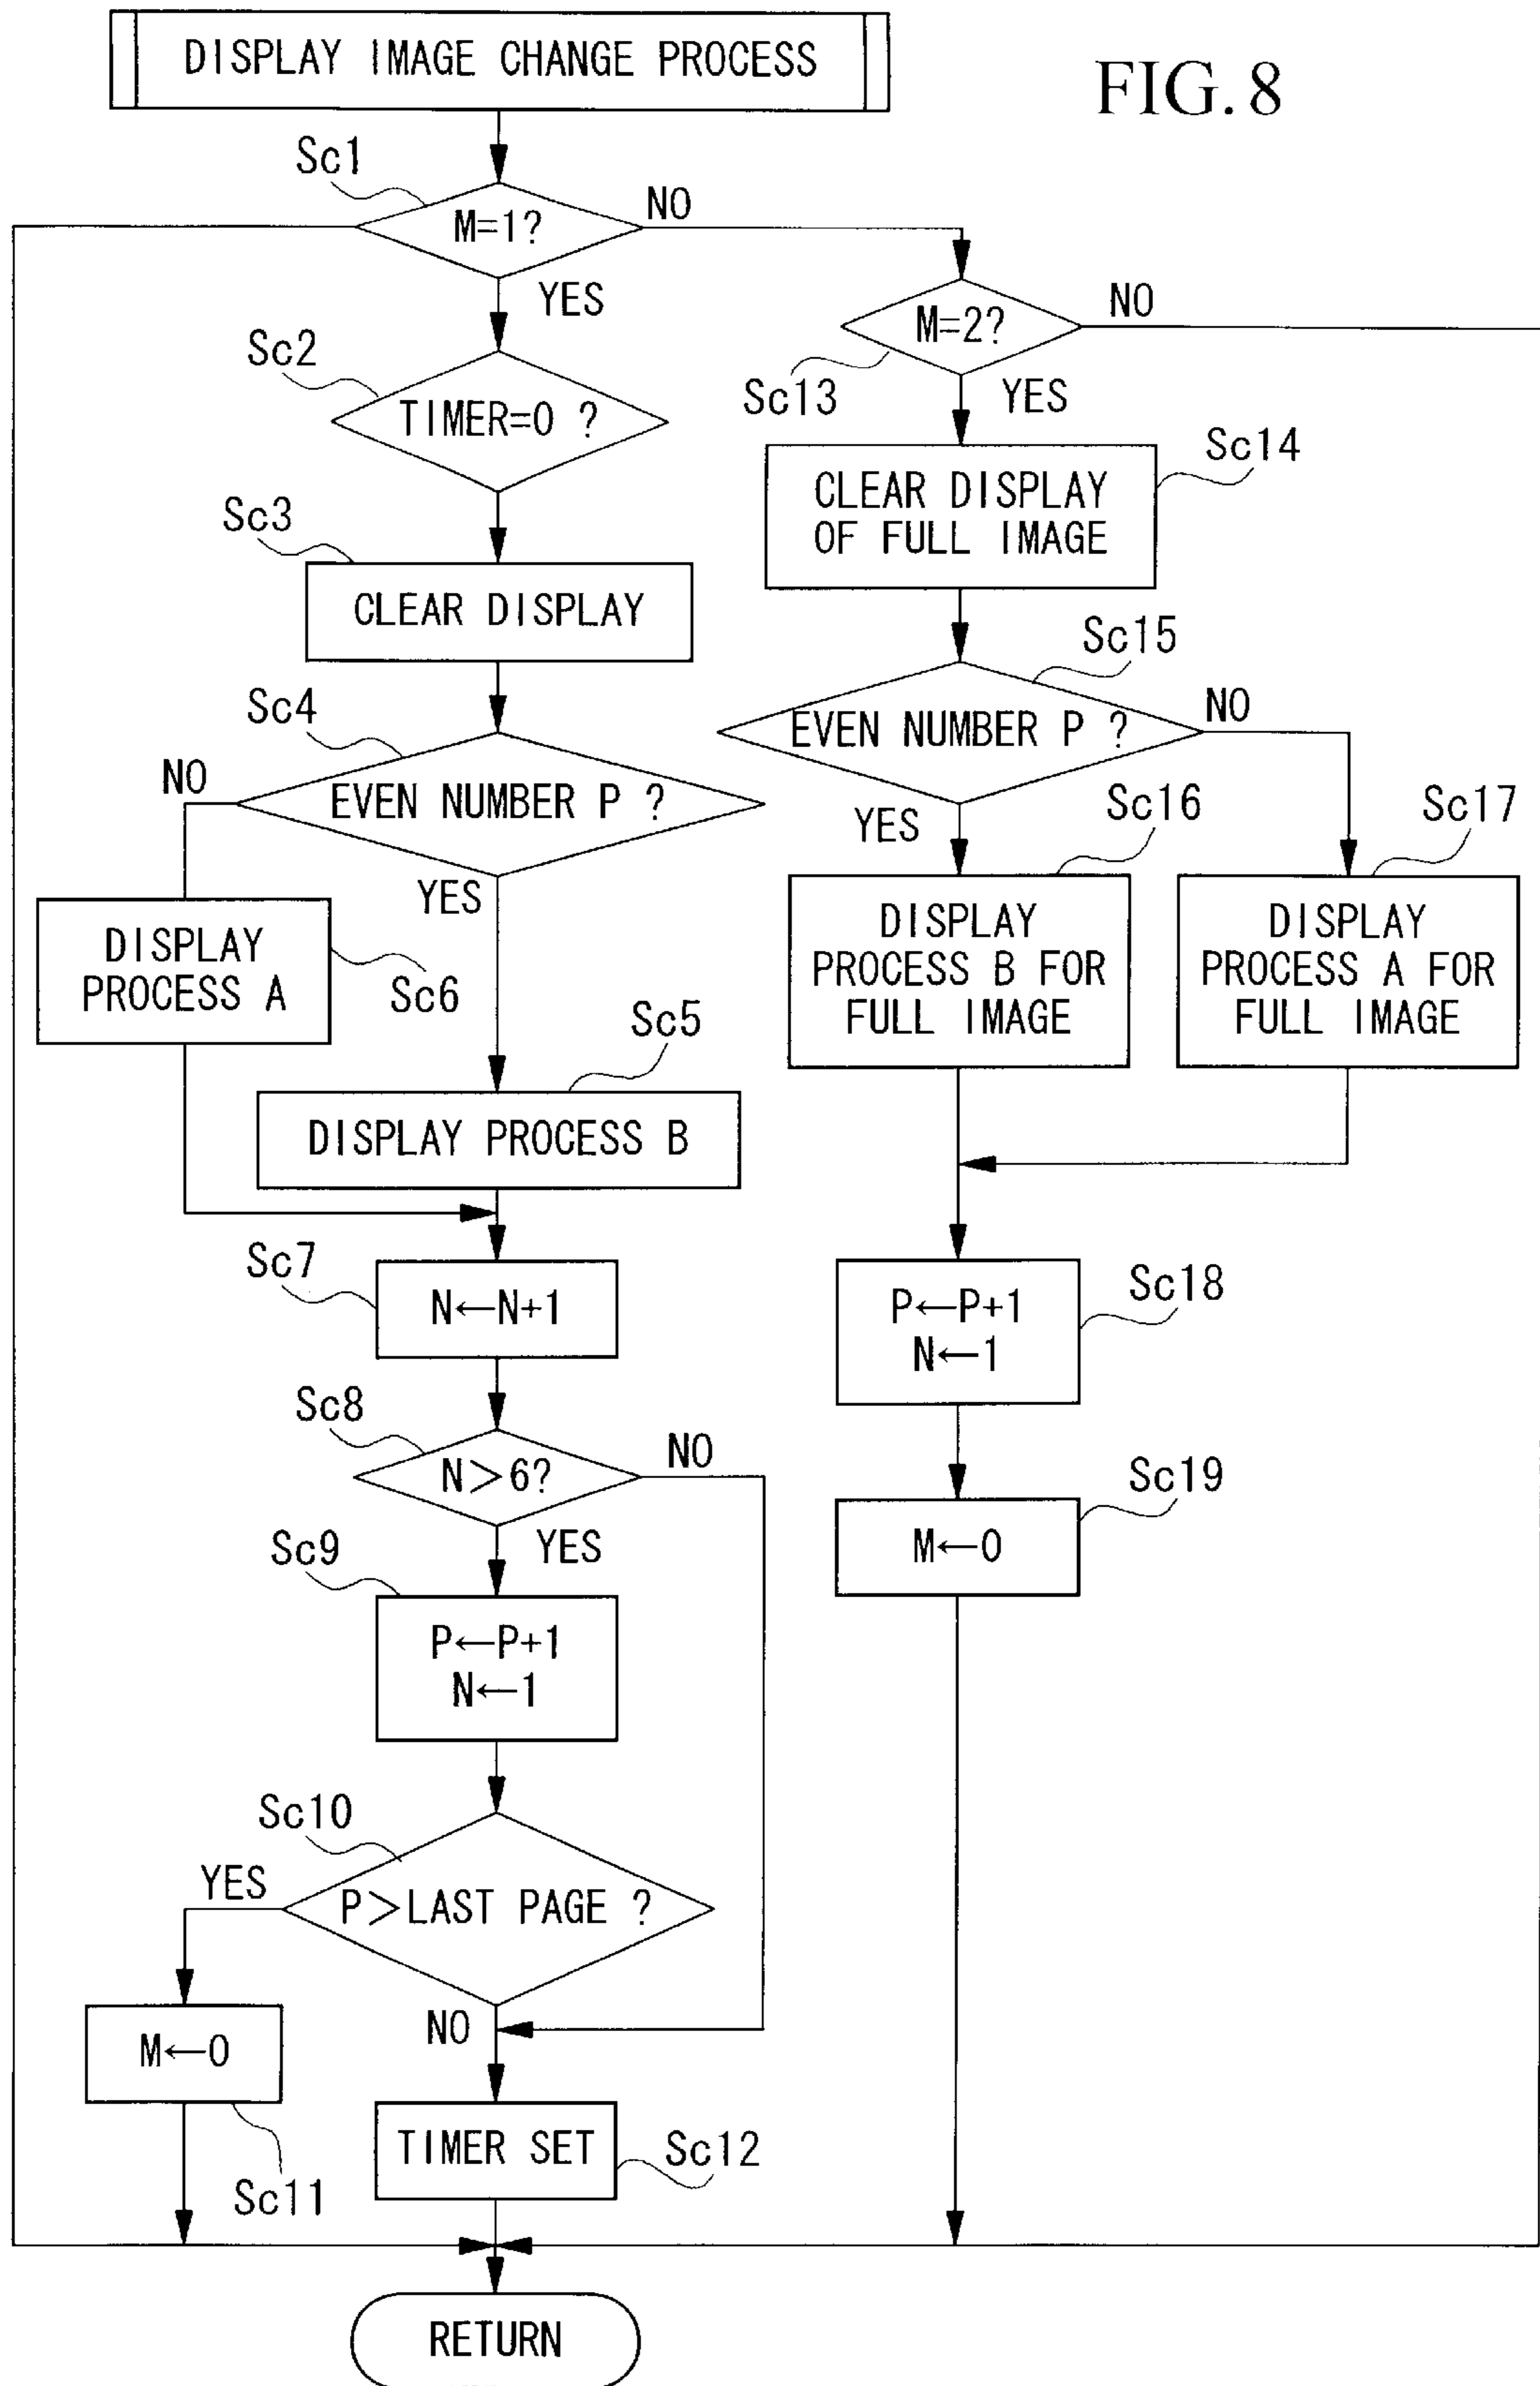 DISPLAY IMAGE CHANGE PROCESS
FIG. 8
Sc1
M=1?
NO
YES
M=2?
NO
Sc13
YES
Sc2
TIMER=0 ?
Sc14
CLEAR DISPLAY
OF FULL IMAGE
Sc3
CLEAR DISPLAY
Sc15
EVEN NUMBER P ?
NO
YES
Sc4
EVEN NUMBER P ?
NO
YES
Sc16
DISPLAY
PROCESS B FOR
FULL IMAGE
Sc17
DISPLAY
PROCESS A FOR
FULL IMAGE
DISPLAY
PROCESS A
Sc6
Sc5
DISPLAY PROCESS B
Sc7
N←N+1
Sc18
P←P+1
N←1
Sc8
N>6?
NO
YES
Sc19
M←0
Sc9
P←P+1
N←1
Sc10
P>LAST PAGE ?
YES
NO
M←0
Sc11
TIMER SET
Sc12
RETURN